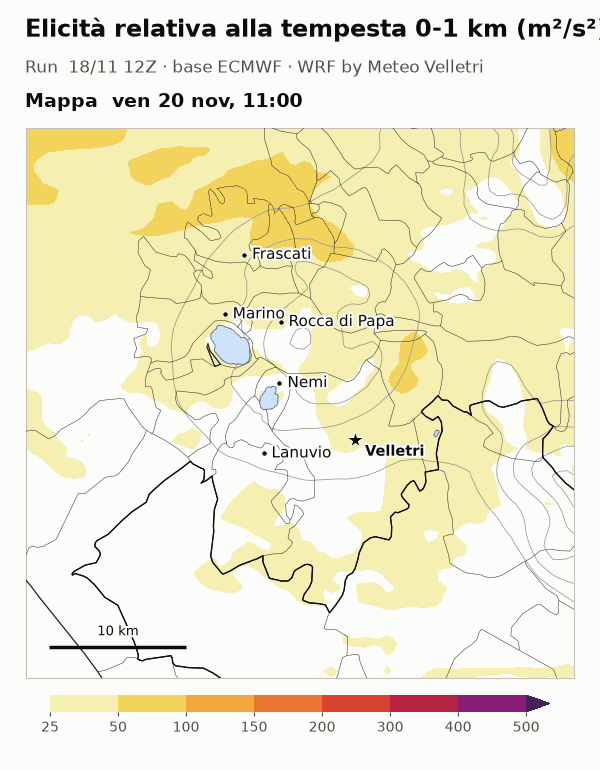 Elicità relativa alla tempesta 0-1 km (m²/s²)
Run 18/11 12Z · base ECMWF · WRF by Meteo Velletri
Mappa ven 20 nov, 11:00
Frascati
Marino
Rocca di Papa
Nemi
Velletri
Lanuvio
10 km
25 50 100 150 200 300 400 500